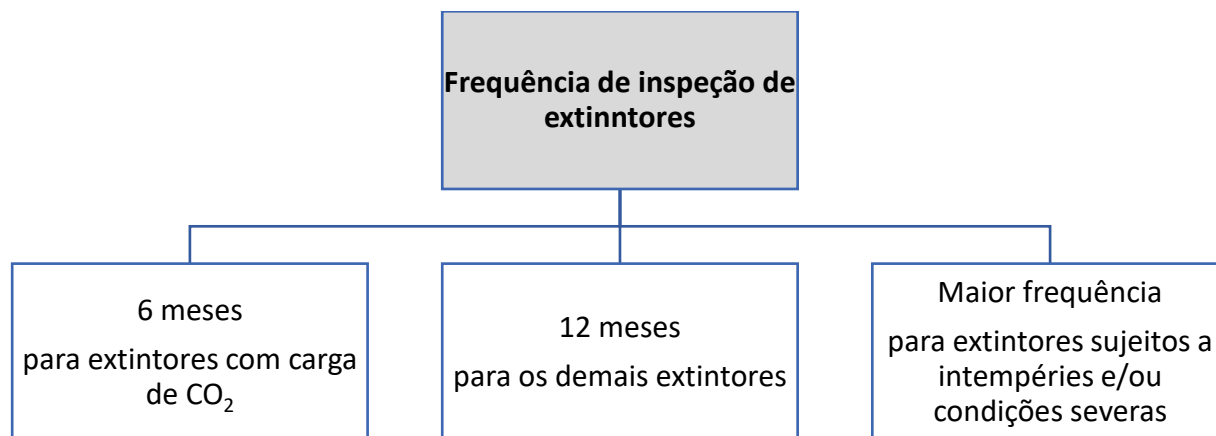 Frequência de inspeção de
extinntores
6 meses
para extintores com carga
de CO₂
12 meses
para os demais extintores
Maior frequência
para extintores sujeitos a
intempéries e/ou
condições severas